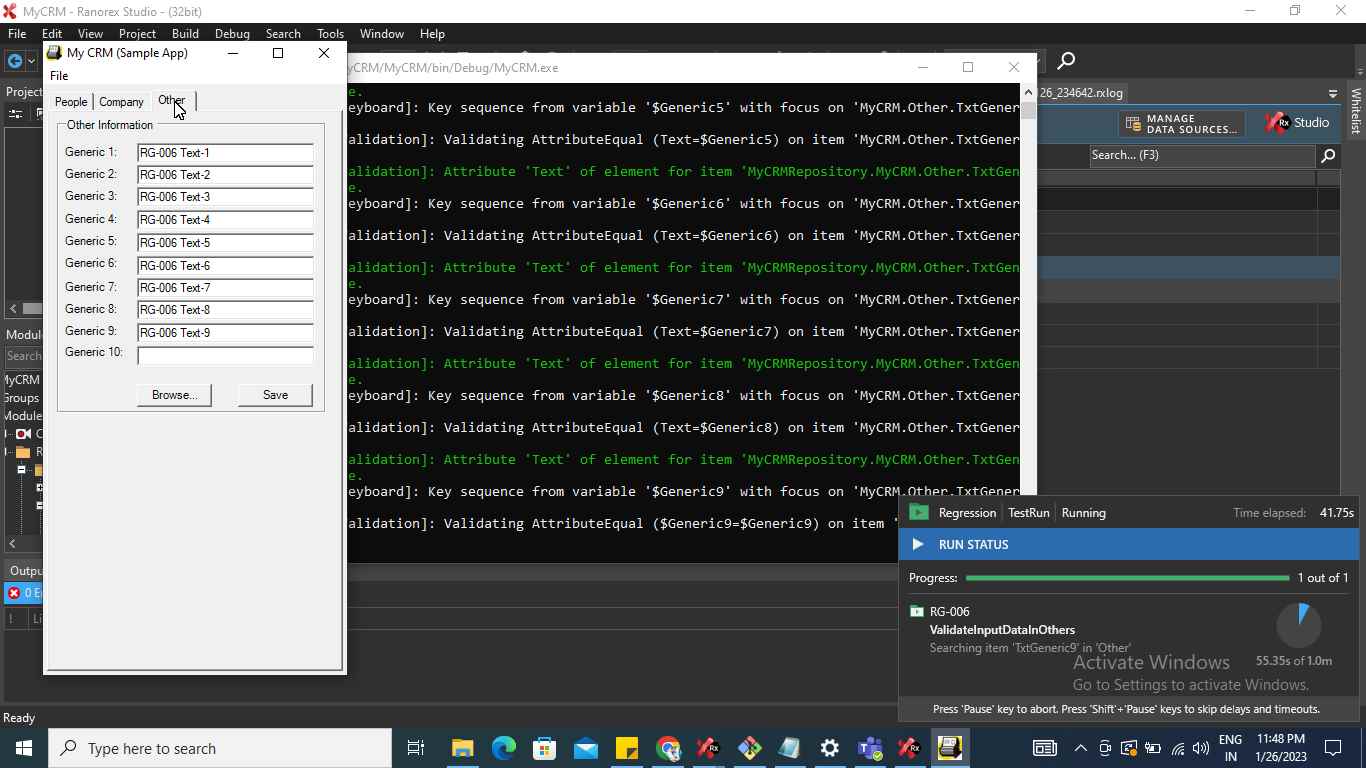 MyCRM - Ranorex Studio - (32bit)
File Edit View Project Build Debug Search Tools Window Help
My CRM (Sample App)
File
People Company Other
Other Information
Generic 1: RG-006 Text-1
Generic 2: RG-006 Text-2
Generic 3: RG-006 Text-3
Generic 4: RG-006 Text-4
Generic 5: RG-006 Text-5
Generic 6: RG-006 Text-6
Generic 7: RG-006 Text-7
Generic 8: RG-006 Text-8
Generic 9: RG-006 Text-9
Generic 10:
Browse... Save
yCRM/MyCRM/bin/Debug/MyCRM.exe
e.
eyboard]: Key sequence from variable '$Generic5' with focus on 'MyCRM.Other.TxtGener
alidation]: Validating AttributeEqual (Text=$Generic5) on item 'MyCRM.Other.TxtGener
alidation]: Attribute 'Text' of element for item 'MyCRMRepository.MyCRM.Other.TxtGen
e.
eyboard]: Key sequence from variable '$Generic6' with focus on 'MyCRM.Other.TxtGener
alidation]: Validating AttributeEqual (Text=$Generic6) on item 'MyCRM.Other.TxtGener
alidation]: Attribute 'Text' of element for item 'MyCRMRepository.MyCRM.Other.TxtGen
e.
eyboard]: Key sequence from variable '$Generic7' with focus on 'MyCRM.Other.TxtGener
alidation]: Validating AttributeEqual (Text=$Generic7) on item 'MyCRM.Other.TxtGener
alidation]: Attribute 'Text' of element for item 'MyCRMRepository.MyCRM.Other.TxtGen
e.
eyboard]: Key sequence from variable '$Generic8' with focus on 'MyCRM.Other.TxtGener
alidation]: Validating AttributeEqual (Text=$Generic8) on item 'MyCRM.Other.TxtGener
alidation]: Attribute 'Text' of element for item 'MyCRMRepository.MyCRM.Other.TxtGen
e.
eyboard]: Key sequence from variable '$Generic9' with focus on 'MyCRM.Other.TxtGener
alidation]: Validating AttributeEqual ($Generic9=$Generic9) on item '
26_234642.rxlog
MANAGE
DATA SOURCES...
Rx Studio
Search... (F3)
Whitelist
Project
Module
Search
MyCRM
Groups
Module
C
R
Outpu
0 E
! Li
Regression TestRun Running Time elapsed: 41.75s
RUN STATUS
Progress: 1 out of 1
RG-006
ValidateInputDataInOthers
Searching item 'TxtGeneric9' in 'Other'
55.35s of 1.0m
Activate Windows
Go to Settings to activate Windows.
Press 'Pause' key to abort. Press 'Shift'+'Pause' keys to skip delays and timeouts.
Ready
Type here to search
ENG
IN
11:48 PM
1/26/2023